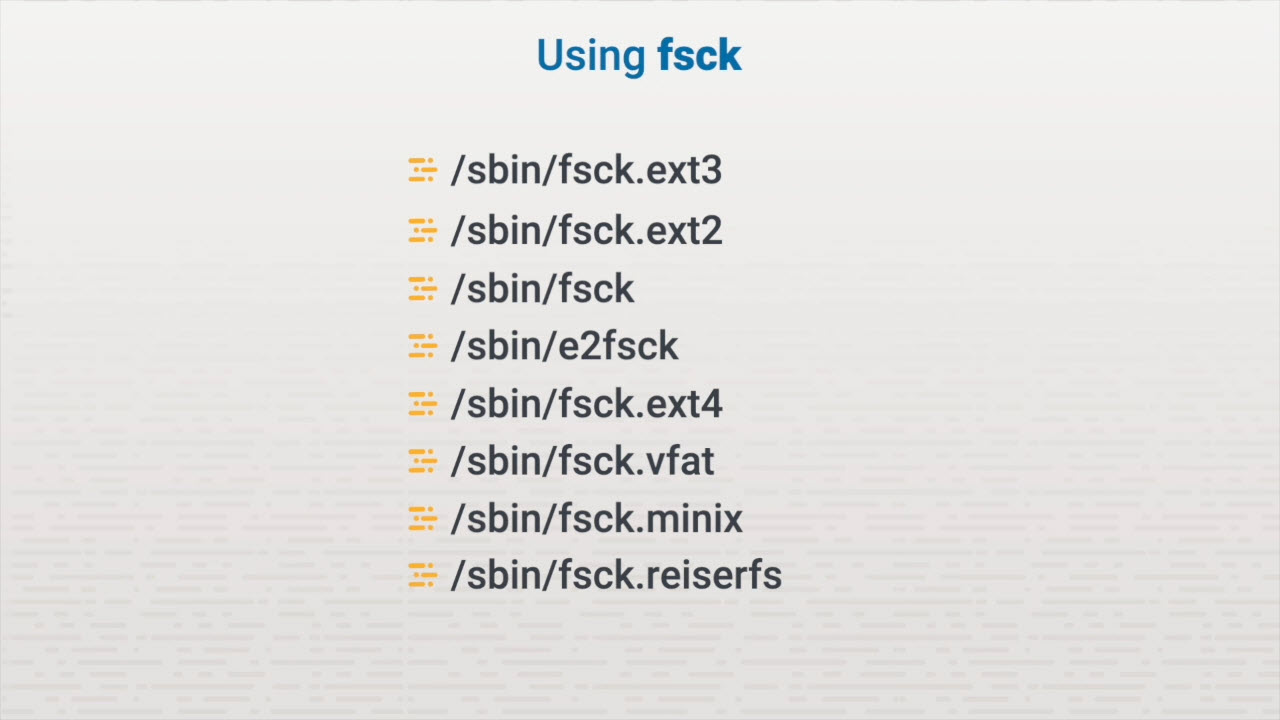 Using fsck
/sbin/fsck.ext3
/sbin/fsck.ext2
/sbin/fsck
/sbin/e2fsck
/sbin/fsck.ext4
/sbin/fsck.vfat
/sbin/fsck.minix
/sbin/fsck.reiserfs